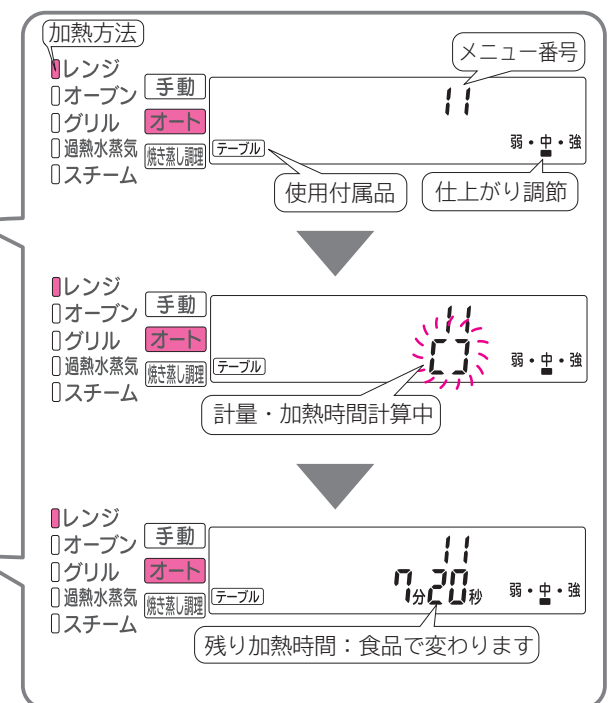 加熱方法
メニュー番号
レンジ
オーブン
グリル
過熱水蒸気
スチーム
手動
オート
焼き蒸し調理
テーブル
11
弱・中・強
使用付属品
仕上がり調節
レンジ
オーブン
グリル
過熱水蒸気
スチーム
手動
オート
焼き蒸し調理
テーブル
11
弱・中・強
計量・加熱時間計算中
レンジ
オーブン
グリル
過熱水蒸気
スチーム
手動
オート
焼き蒸し調理
テーブル
11
7分20秒
弱・中・強
残り加熱時間：食品で変わります